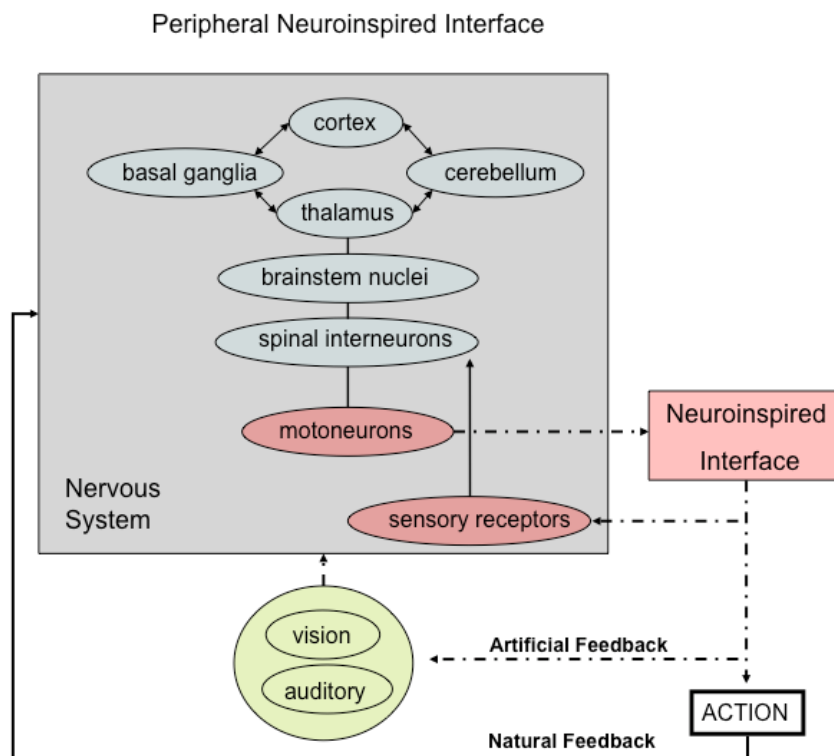 Peripheral Neuroinspired Interface
cortex
basal ganglia
cerebellum
thalamus
brainstem nuclei
spinal interneurons
motoneurons
Neuroinspired
Interface
Nervous
System
sensory receptors
vision
auditory
Artificial Feedback
ACTION
Natural Feedback